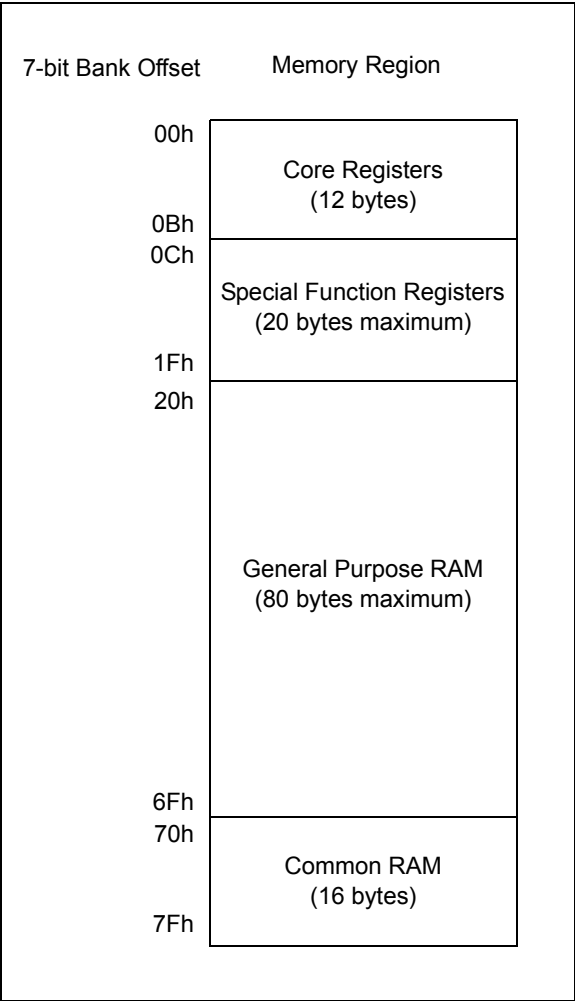 7-bit Bank Offset Memory Region
00h
Core Registers
(12 bytes)
0Bh
0Ch
Special Function Registers
(20 bytes maximum)
1Fh
20h
General Purpose RAM
(80 bytes maximum)
6Fh
70h
Common RAM
(16 bytes)
7Fh